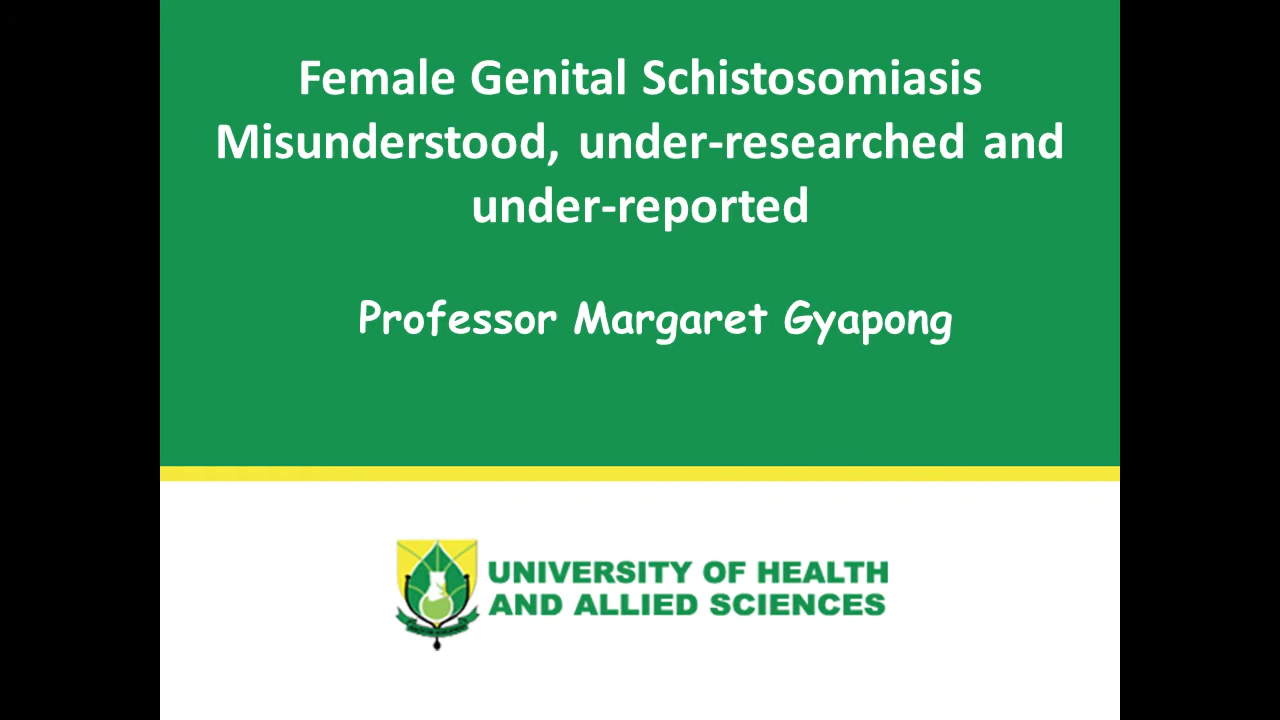 Female Genital Schistosomiasis
Misunderstood, under-researched and
under-reported
Professor Margaret Gyapong
UNIVERSITY OF HEALTH
AND ALLIED SCIENCES